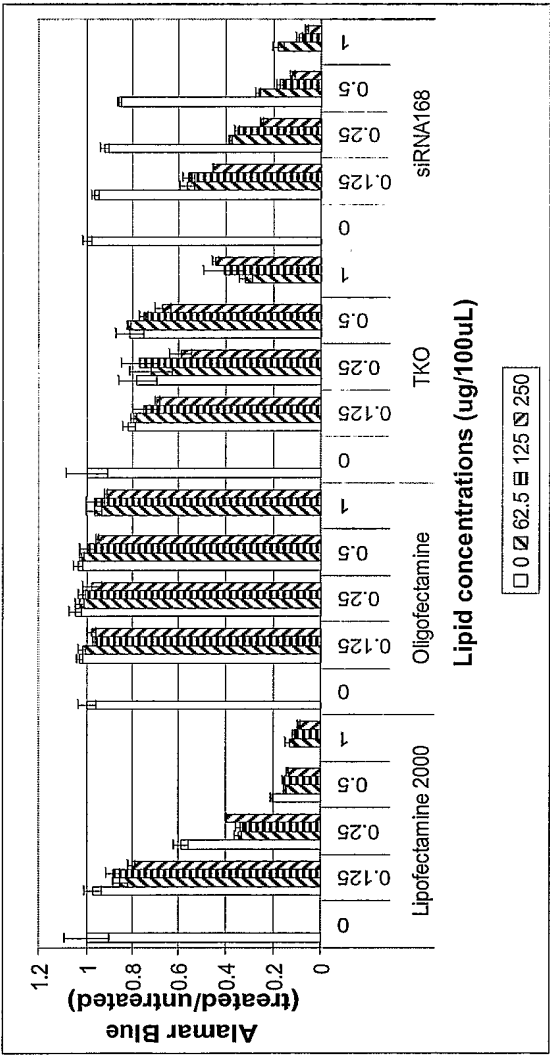 Alamar Blue
(treated/untreated)
1.2
1
0.8
0.6
0.4
0.2
0
0 0.125 0.25 0.5 1 0 0.125 0.25 0.5 1 0 0.125 0.25 0.5 1 0 0.125 0.25 0.5 1
Lipofectamine 2000 Oligofectamine TKO siRNA168
Lipid concentrations (ug/100uL)
0 62.5 125 250